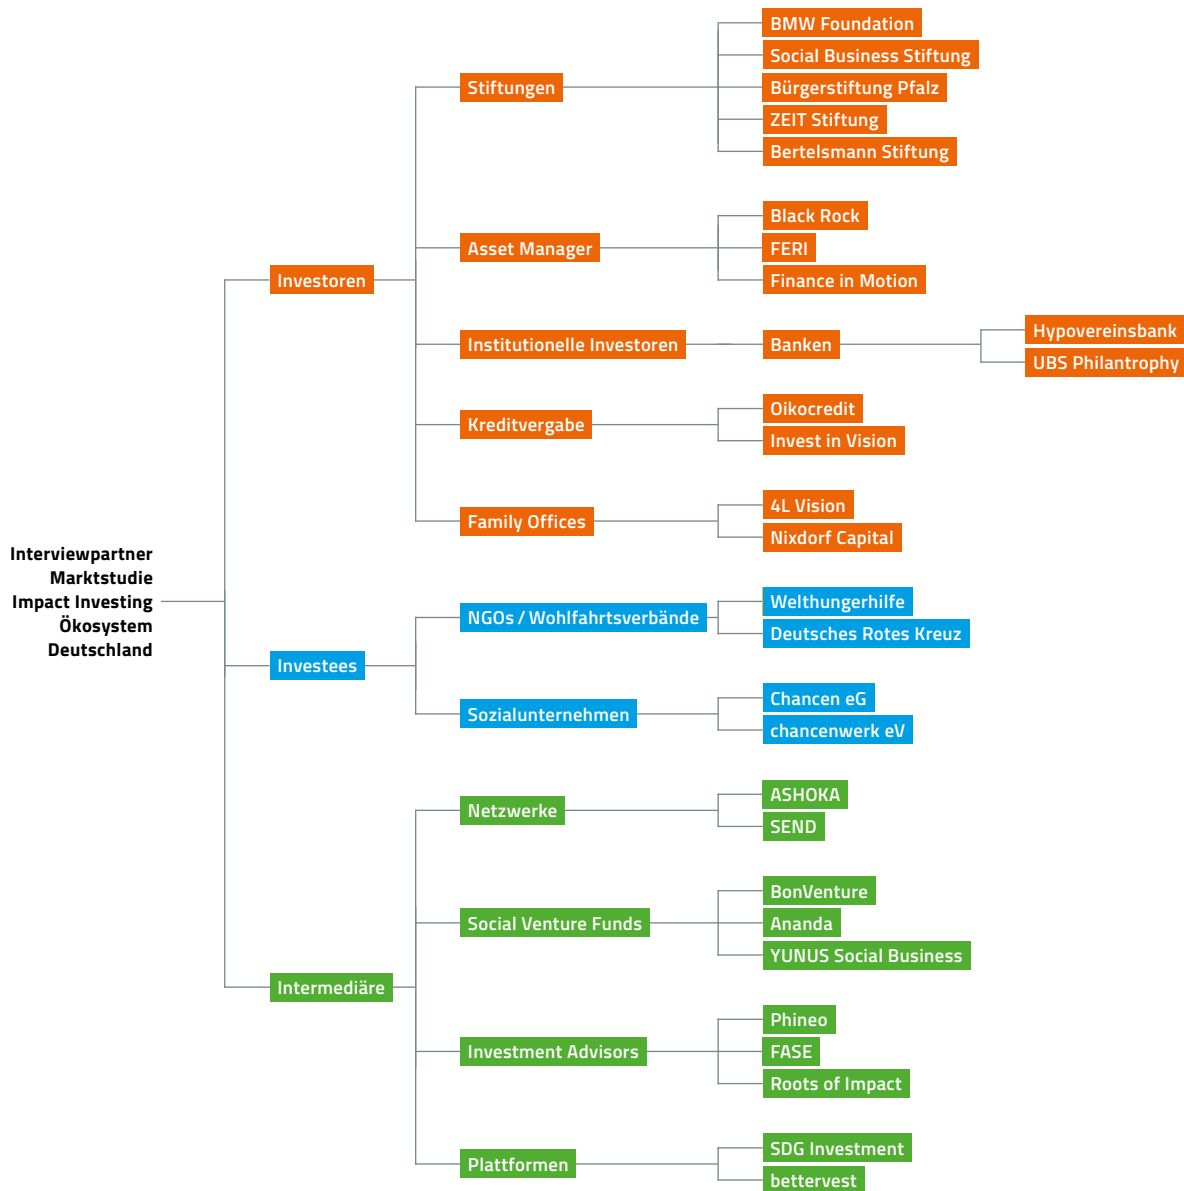 Interviewpartner
Marktstudie
Impact Investing
Ökosystem
Deutschland
Investoren
Stiftungen
BMW Foundation
Social Business Stiftung
Bürgerstiftung Pfalz
ZEIT Stiftung
Bertelsmann Stiftung
Asset Manager
Black Rock
FERI
Finance in Motion
Institutionelle Investoren
Banken
Hypovereinsbank
UBS Philantrophy
Kreditvergabe
Oikocredit
Invest in Vision
Family Offices
4L Vision
Nixdorf Capital
Investees
NGOs / Wohlfahrtsverbände
Welthungerhilfe
Deutsches Rotes Kreuz
Sozialunternehmen
Chancen eG
chancenwerk eV
Intermediäre
Netzwerke
ASHOKA
SEND
Social Venture Funds
BonVenture
Ananda
YUNUS Social Business
Investment Advisors
Phineo
FASE
Roots of Impact
Plattformen
SDG Investment
bettervest